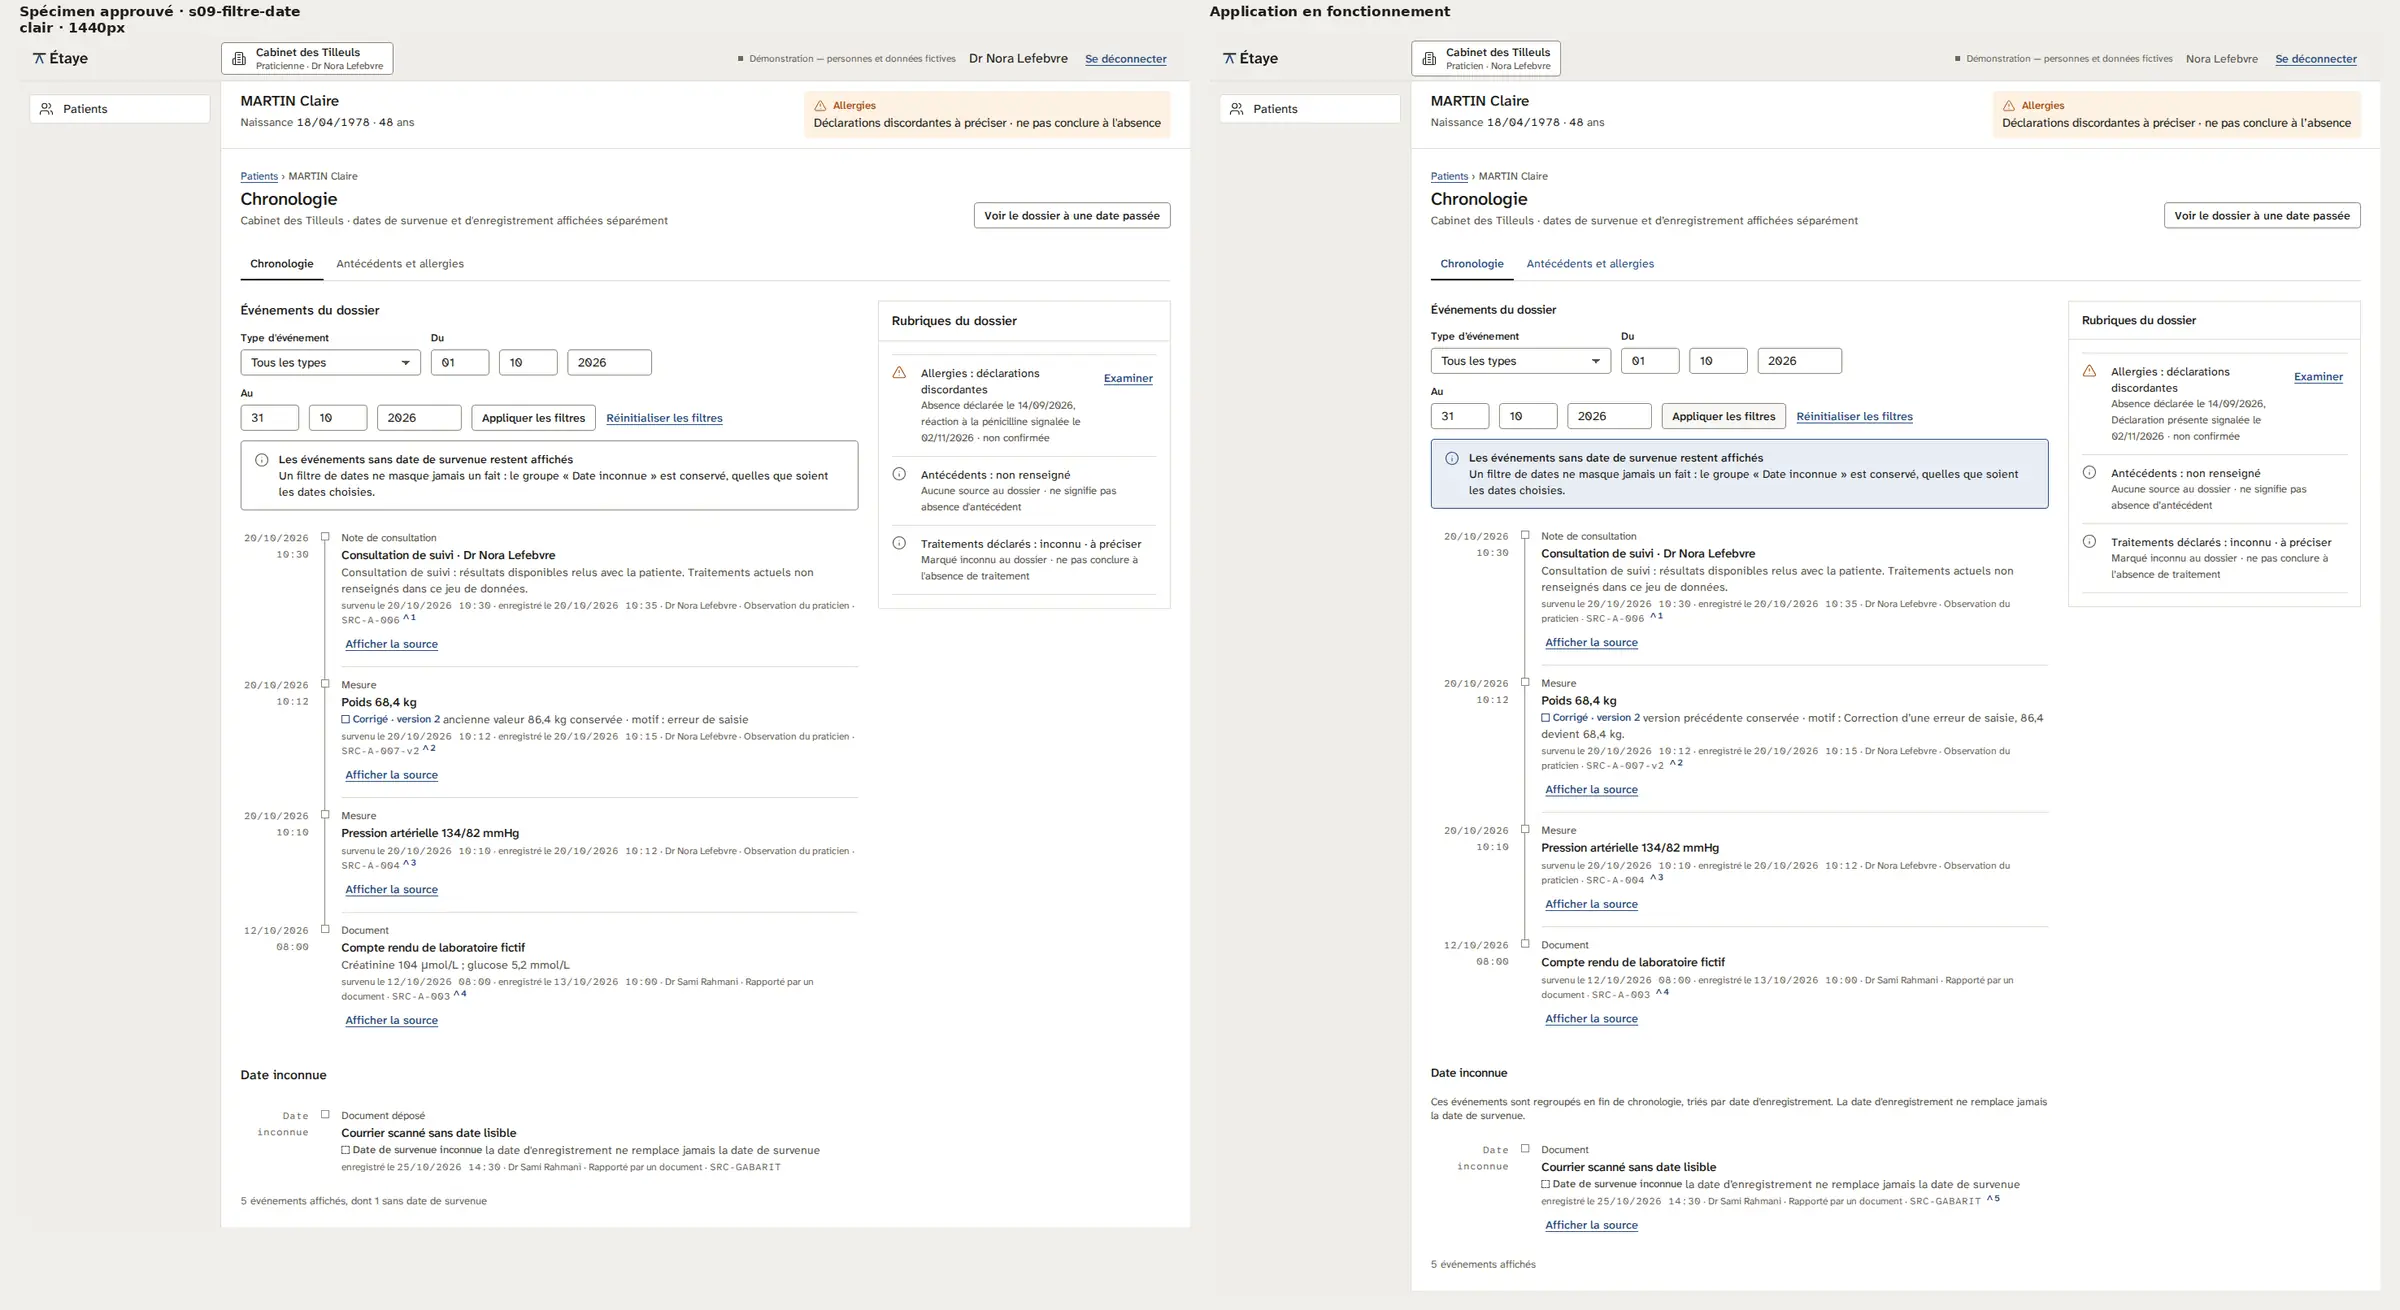 Spécimen approuvé · s09-filtre-date
clair · 1440px
Étaye
Cabinet des Tilleuls
Praticienne · Dr Nora Lefebvre
Démonstration — personnes et données fictives
Dr Nora Lefebvre
Se déconnecter
Patients
MARTIN Claire
Naissance 18/04/1978 · 48 ans
Allergies
Déclarations discordantes à préciser · ne pas conclure à l'absence
Patients › MARTIN Claire
Chronologie
Cabinet des Tilleuls · dates de survenue et d'enregistrement affichées séparément
Voir le dossier à une date passée
Chronologie
Antécédents et allergies
Événements du dossier
Type d'événement
Du
Tous les types
01
10
2026
Au
31
10
2026
Appliquer les filtres
Réinitialiser les filtres
Les événements sans date de survenue restent affichés
Un filtre de dates ne masque jamais un fait : le groupe « Date inconnue » est conservé, quelles que soient
les dates choisies.
20/10/2026
10:30
Note de consultation
Consultation de suivi · Dr Nora Lefebvre
Consultation de suivi : résultats disponibles relus avec la patiente. Traitements actuels non
renseignés dans ce jeu de données.
survenu le 20/10/2026 10:30 · enregistré le 20/10/2026 10:35 · Dr Nora Lefebvre · Observation du praticien ·
SRC-A-006 ^1
Afficher la source
20/10/2026
10:12
Mesure
Poids 68,4 kg
Corrigé · version 2 ancienne valeur 86,4 kg conservée · motif : erreur de saisie
survenu le 20/10/2026 10:12 · enregistré le 20/10/2026 10:15 · Dr Nora Lefebvre · Observation du praticien ·
SRC-A-007-v2 ^2
Afficher la source
20/10/2026
10:10
Mesure
Pression artérielle 134/82 mmHg
survenu le 20/10/2026 10:10 · enregistré le 20/10/2026 10:12 · Dr Nora Lefebvre · Observation du praticien ·
SRC-A-004 ^3
Afficher la source
12/10/2026
08:00
Document
Compte rendu de laboratoire fictif
Créatinine 104 µmol/L ; glucose 5,2 mmol/L
survenu le 12/10/2026 08:00 · enregistré le 13/10/2026 10:00 · Dr Sami Rahmani · Rapporté par un
document · SRC-A-003 ^4
Afficher la source
Date inconnue
Date
inconnue
Document déposé
Courrier scanné sans date lisible
Date de survenue inconnue la date d'enregistrement ne remplace jamais la date de survenue
enregistré le 25/10/2026 14:30 · Dr Sami Rahmani · Rapporté par un document · SRC-GABARIT
5 événements affichés, dont 1 sans date de survenue
Rubriques du dossier
Allergies : déclarations
discordantes
Absence déclarée le 14/09/2026,
réaction à la pénicilline signalée le
02/11/2026 · non confirmée
Examiner
Antécédents : non renseigné
Aucune source au dossier · ne signifie pas
absence d'antécédent
Traitements déclarés : inconnu · à préciser
Marqué inconnu au dossier · ne pas conclure à
l'absence de traitement
Application en fonctionnement
Étaye
Cabinet des Tilleuls
Praticien · Nora Lefebvre
Démonstration — personnes et données fictives
Nora Lefebvre
Se déconnecter
Patients
MARTIN Claire
Naissance 18/04/1978 · 48 ans
Allergies
Déclarations discordantes à préciser · ne pas conclure à l'absence
Patients › MARTIN Claire
Chronologie
Cabinet des Tilleuls · dates de survenue et d'enregistrement affichées séparément
Voir le dossier à une date passée
Chronologie
Antécédents et allergies
Événements du dossier
Type d'événement
Du
Tous les types
01
10
2026
Au
31
10
2026
Appliquer les filtres
Réinitialiser les filtres
Les événements sans date de survenue restent affichés
Un filtre de dates ne masque jamais un fait : le groupe « Date inconnue » est conservé, quelles que soient
les dates choisies.
20/10/2026
10:30
Note de consultation
Consultation de suivi · Dr Nora Lefebvre
Consultation de suivi : résultats disponibles relus avec la patiente. Traitements actuels non
renseignés dans ce jeu de données.
survenu le 20/10/2026 10:30 · enregistré le 20/10/2026 10:35 · Dr Nora Lefebvre · Observation du
praticien · SRC-A-006 ^1
Afficher la source
20/10/2026
10:12
Mesure
Poids 68,4 kg
Corrigé · version 2 version précédente conservée · motif : Correction d'une erreur de saisie, 86,4
devient 68,4 kg.
survenu le 20/10/2026 10:12 · enregistré le 20/10/2026 10:15 · Dr Nora Lefebvre · Observation du
praticien · SRC-A-007-v2 ^2
Afficher la source
20/10/2026
10:10
Mesure
Pression artérielle 134/82 mmHg
survenu le 20/10/2026 10:10 · enregistré le 20/10/2026 10:12 · Dr Nora Lefebvre · Observation du
praticien · SRC-A-004 ^3
Afficher la source
12/10/2026
08:00
Document
Compte rendu de laboratoire fictif
survenu le 12/10/2026 08:00 · enregistré le 13/10/2026 10:00 · Dr Sami Rahmani · Rapporté par un
document · SRC-A-003 ^4
Afficher la source
Date inconnue
Ces événements sont regroupés en fin de chronologie, triés par date d'enregistrement. La date d'enregistrement ne remplace jamais
la date de survenue.
Date
inconnue
Document
Courrier scanné sans date lisible
Date de survenue inconnue la date d'enregistrement ne remplace jamais la date de survenue
enregistré le 25/10/2026 14:30 · Dr Sami Rahmani · Rapporté par un document · SRC-GABARIT ^5
Afficher la source
5 événements affichés
Rubriques du dossier
Allergies : déclarations
discordantes
Absence déclarée le 14/09/2026,
Déclaration présente signalée le
02/11/2026 · non confirmée
Examiner
Antécédents : non renseigné
Aucune source au dossier · ne signifie pas
absence d'antécédent
Traitements déclarés : inconnu · à préciser
Marqué inconnu au dossier · ne pas conclure à
l'absence de traitement